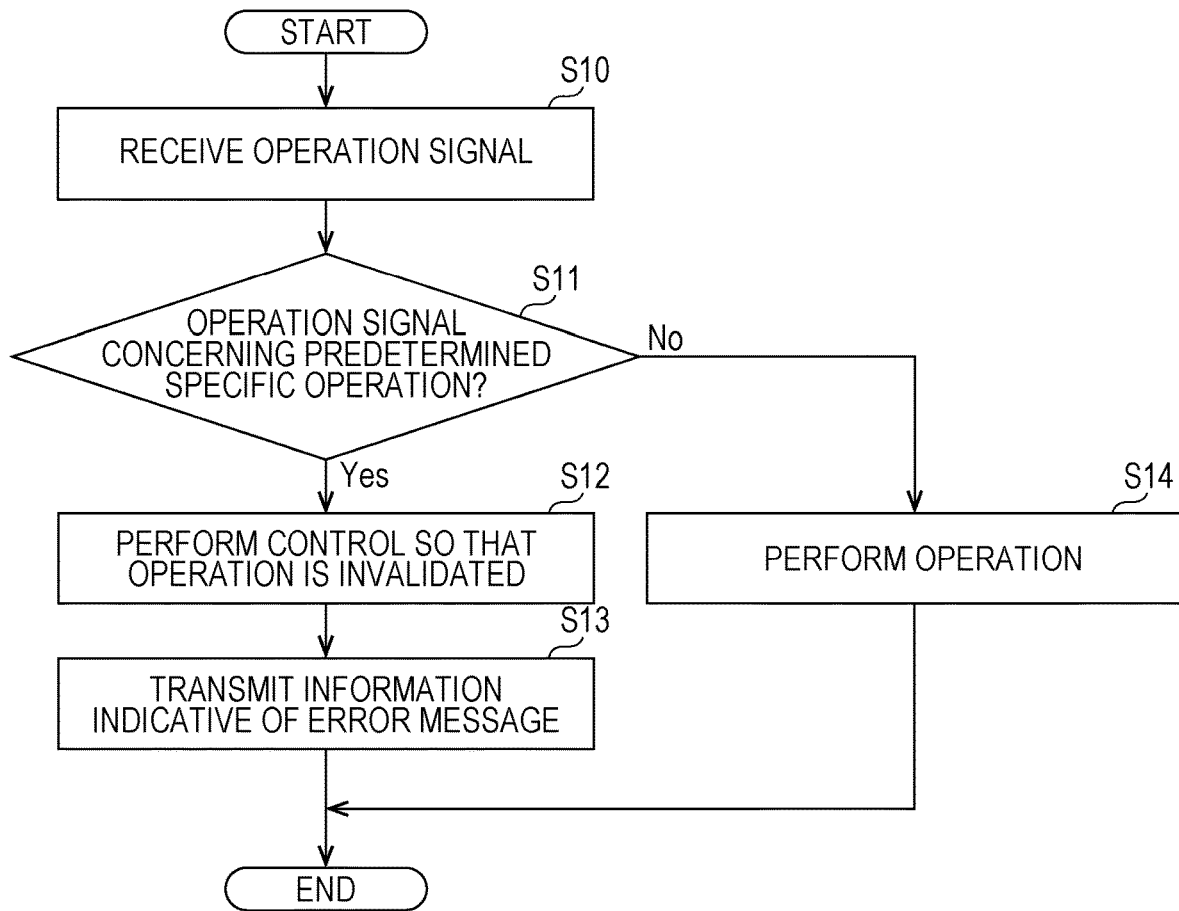 START
S10
RECEIVE OPERATION SIGNAL
S11
OPERATION SIGNAL
CONCERNING PREDETERMINED
SPECIFIC OPERATION?
No
Yes
S12
PERFORM CONTROL SO THAT
OPERATION IS INVALIDATED
S14
PERFORM OPERATION
S13
TRANSMIT INFORMATION
INDICATIVE OF ERROR MESSAGE
END